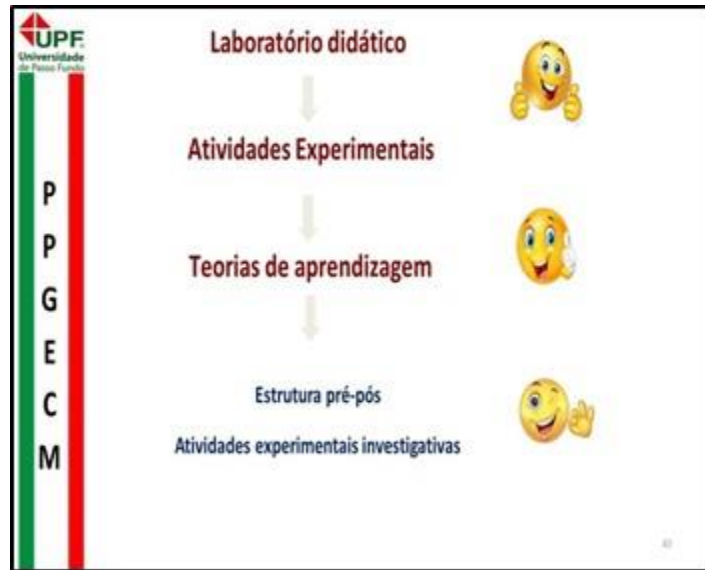 UPF
Universidade
de Passo Fundo
Laboratório didático
Atividades Experimentais
Teorias de aprendizagem
Estrutura pré-pós
Atividades experimentais investigativas
P
P
G
E
C
M